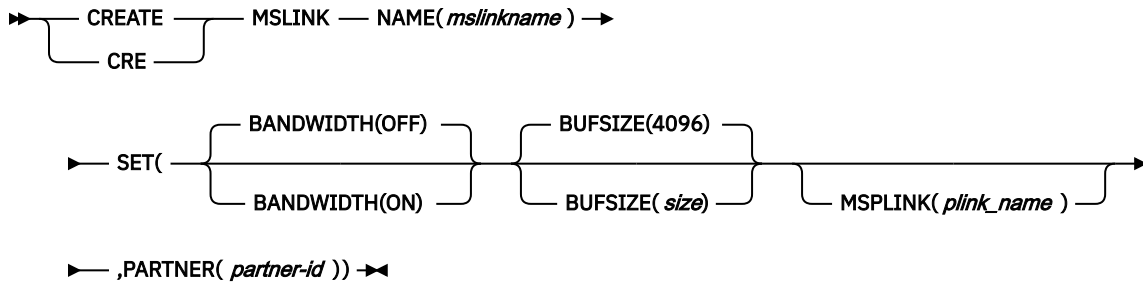 CREATE MSLINK NAME( mslinkname )
CRE
BANDWIDTH(OFF) BUFSIZE(4096)
SET(
BANDWIDTH(ON) BUFSIZE( size) MSPLINK( plink_name )
,PARTNER( partner-id ))